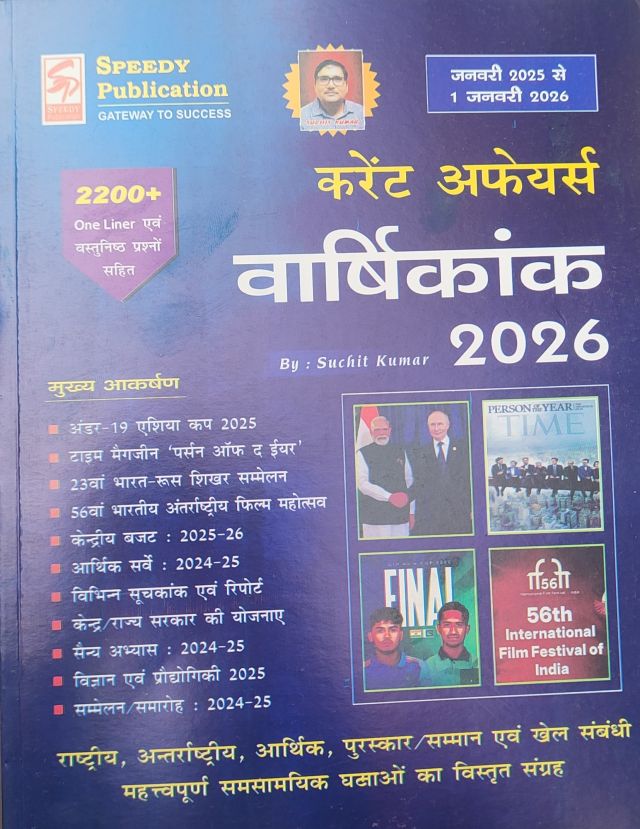 SPEEDY
Publication
GATEWAY TO SUCCESS
SPEEDY
SUCHIT KUMAR
जनवरी 2025 से
1 जनवरी 2026
करेंट अफेयर्स
वार्षिकांक
2026
By : Suchit Kumar
2200+
One Liner एवं
वस्तुनिष्ठ प्रश्नों
सहित
मुख्य आकर्षण
अंडर-19 एशिया कप 2025
टाइम मैगजीन 'पर्सन ऑफ द ईयर'
23वां भारत-रूस शिखर सम्मेलन
56वां भारतीय अंतर्राष्ट्रीय फिल्म महोत्सव
केन्द्रीय बजट : 2025-26
आर्थिक सर्वे : 2024-25
विभिन्न सूचकांक एवं रिपोर्ट
केन्द्र/राज्य सरकार की योजनाए
सैन्य अभ्यास : 2024-25
विज्ञान एवं प्रौद्योगिकी 2025
सम्मेलन/समारोह : 2024-25
PERSON OF THE YEAR
TIME
FINAL
56th
International
Film Festival of
India
राष्ट्रीय, अन्तर्राष्ट्रीय, आर्थिक, पुरस्कार/सम्मान एवं खेल संबंधी
महत्त्वपूर्ण समसामयिक घटनाओं का विस्तृत संग्रह